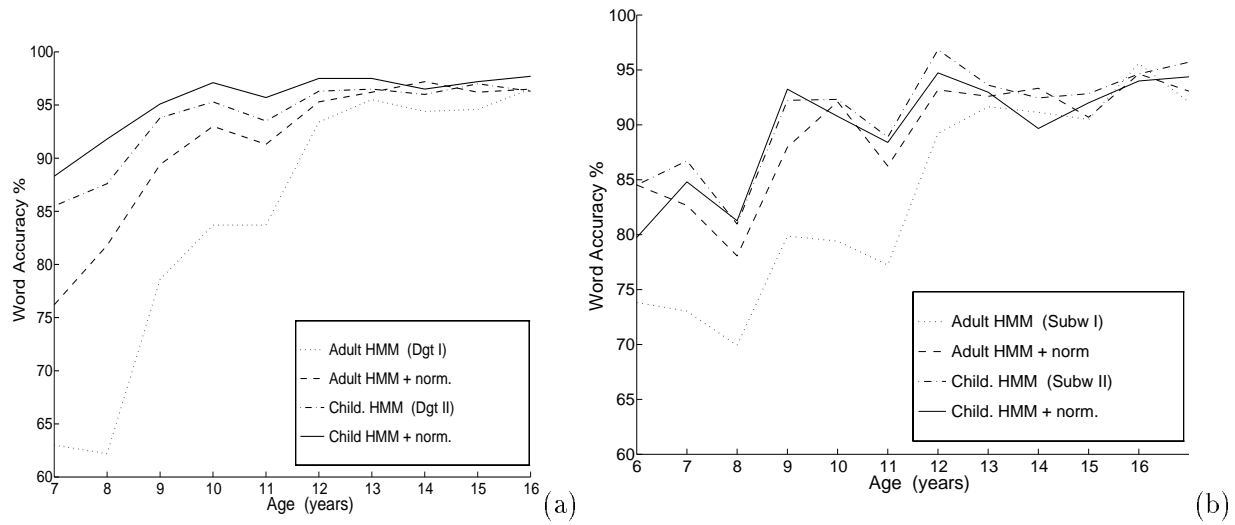 100
95
90
85
80
75
70
65
60
Word Accuracy %
7 8 9 10 11 12 13 14 15 16
Age (years)
Adult HMM (Dgt I)
Adult HMM + norm.
Child. HMM (Dgt II)
Child HMM + norm.
(a)
100
95
90
85
80
75
70
65
60
Word Accuracy %
6 7 8 9 10 11 12 13 14 15 16
Age (years)
Adult HMM (Subw I)
Adult HMM + norm
Child. HMM (Subw II)
Child. HMM + norm.
(b)